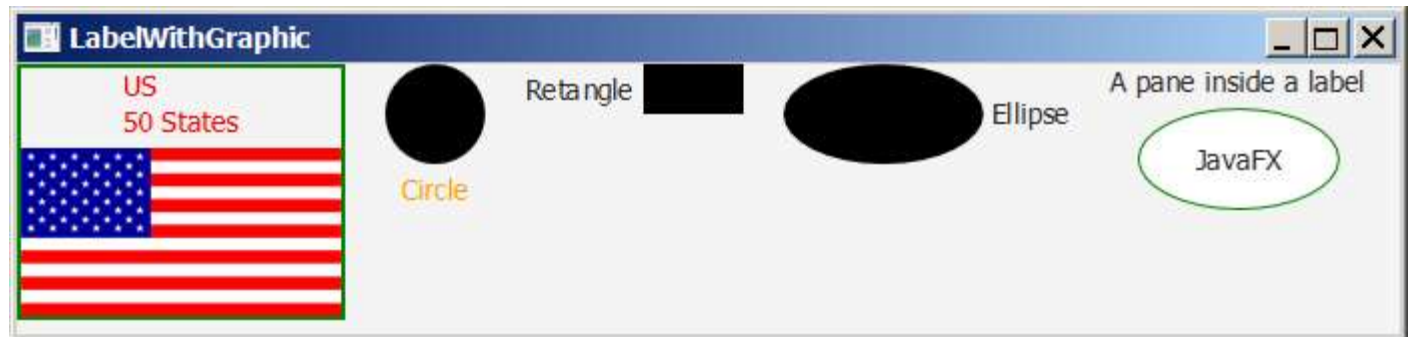 LabelWithGraphic
US
50 States
Circle
Retangle
Ellipse
A pane inside a label
JavaFX